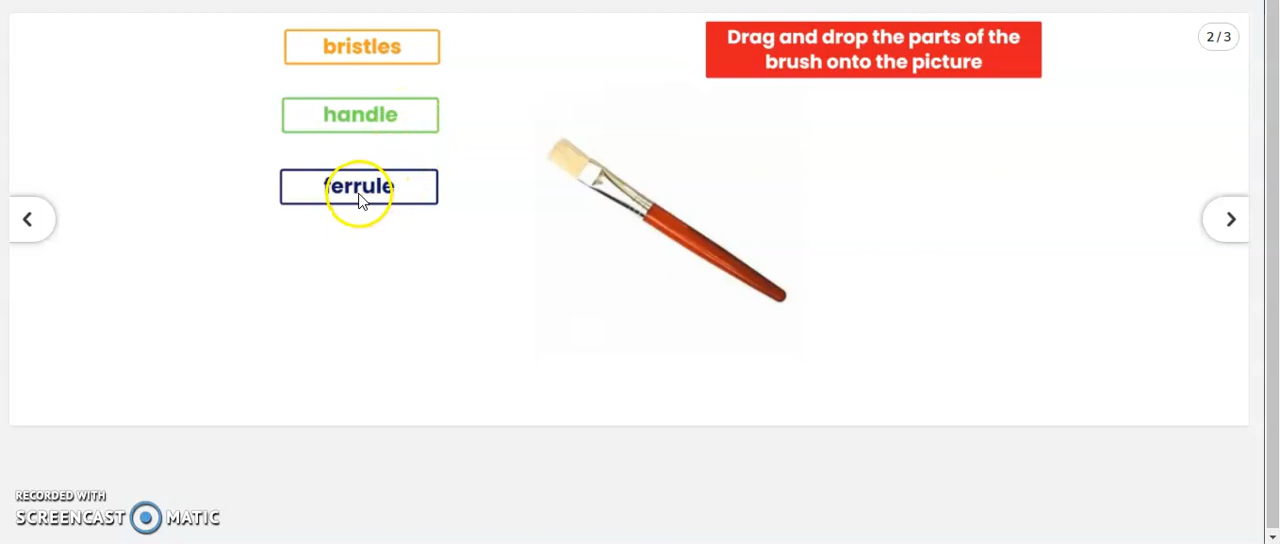 bristles
Drag and drop the parts of the
brush onto the picture
2 / 3
handle
ferrule
RECORDED WITH
SCREENCAST MATIC